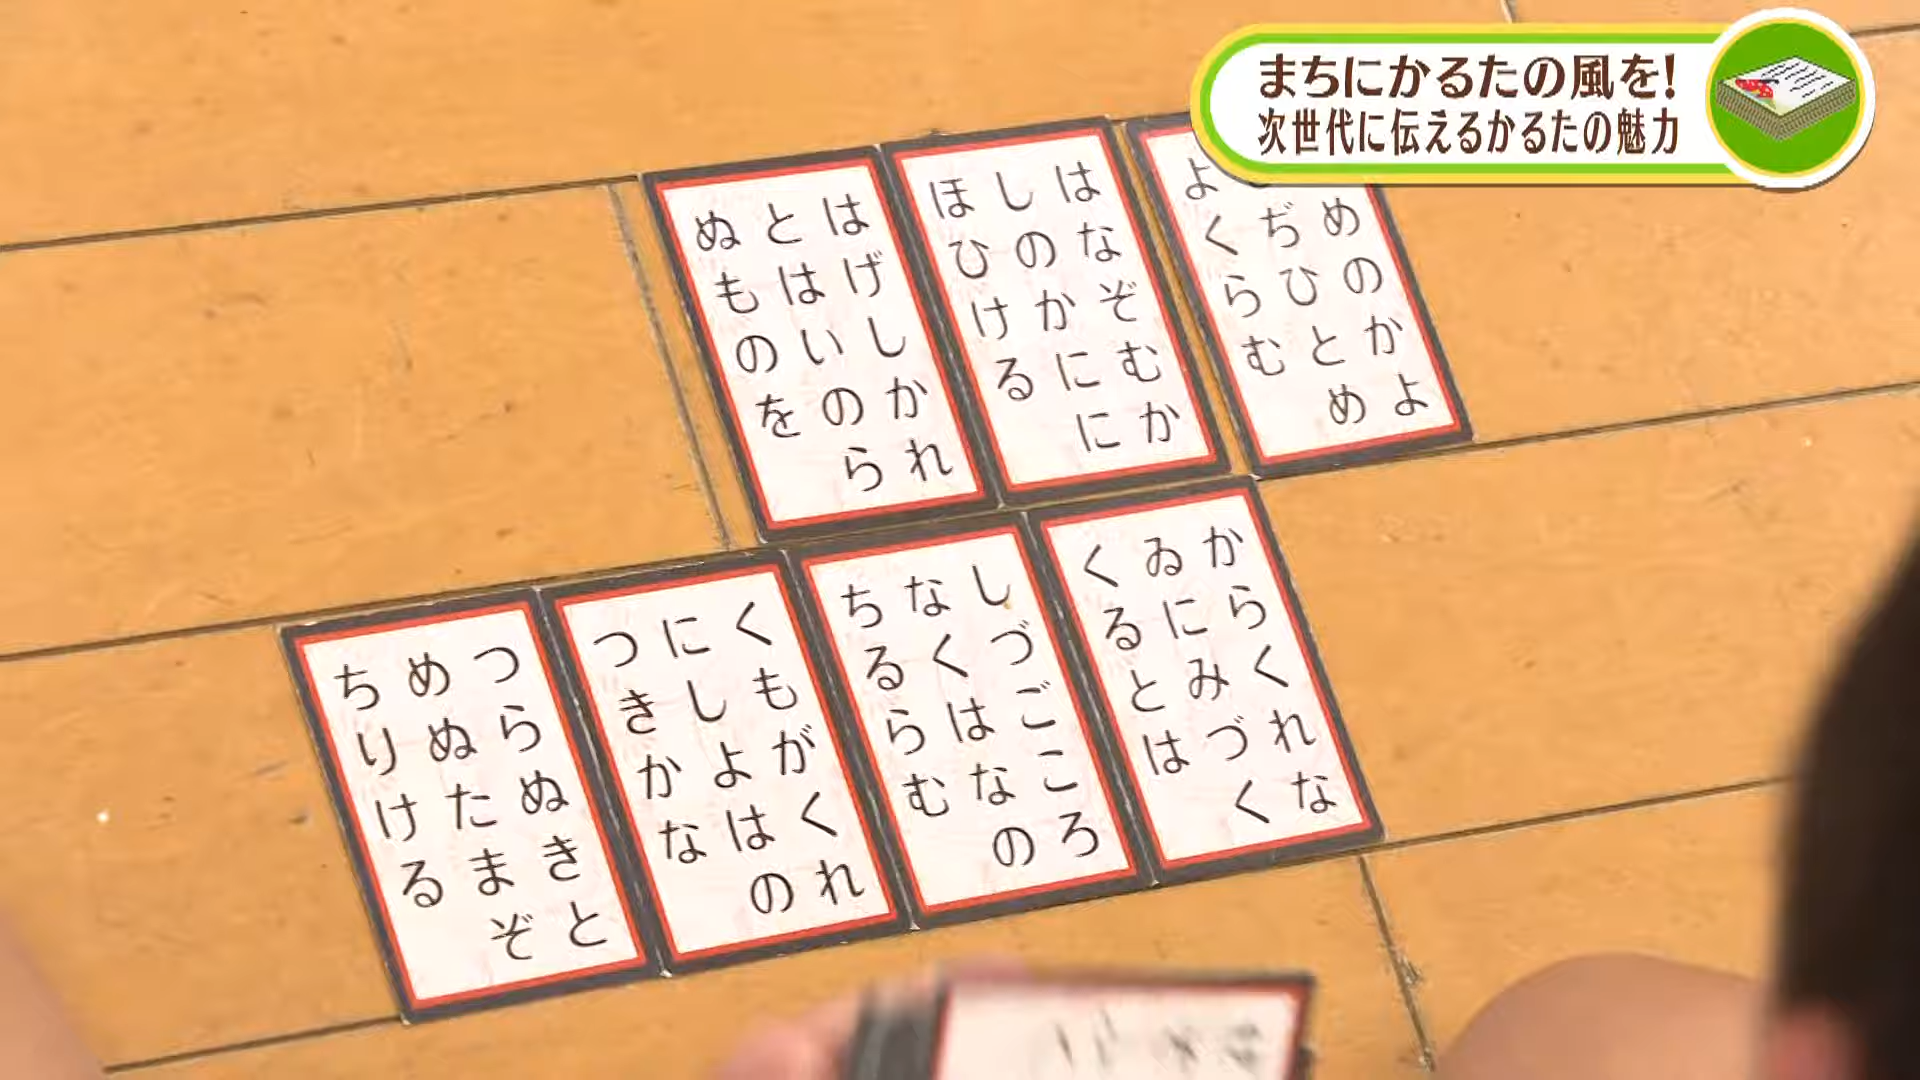 まちにかるたの風を!
次世代に伝えるかるたの魅力
めのかよ
ぢひとめ
よくらむ
はなぞむか
しのかにに
ほひける
はげしかれ
とはいのら
ぬものを
からくれな
ゐにみづく
くるとは
しづごころ
なくはなの
ちるらむ
くもがくれ
にしよはの
つきかな
つらぬきと
めぬたまぞ
ちりける